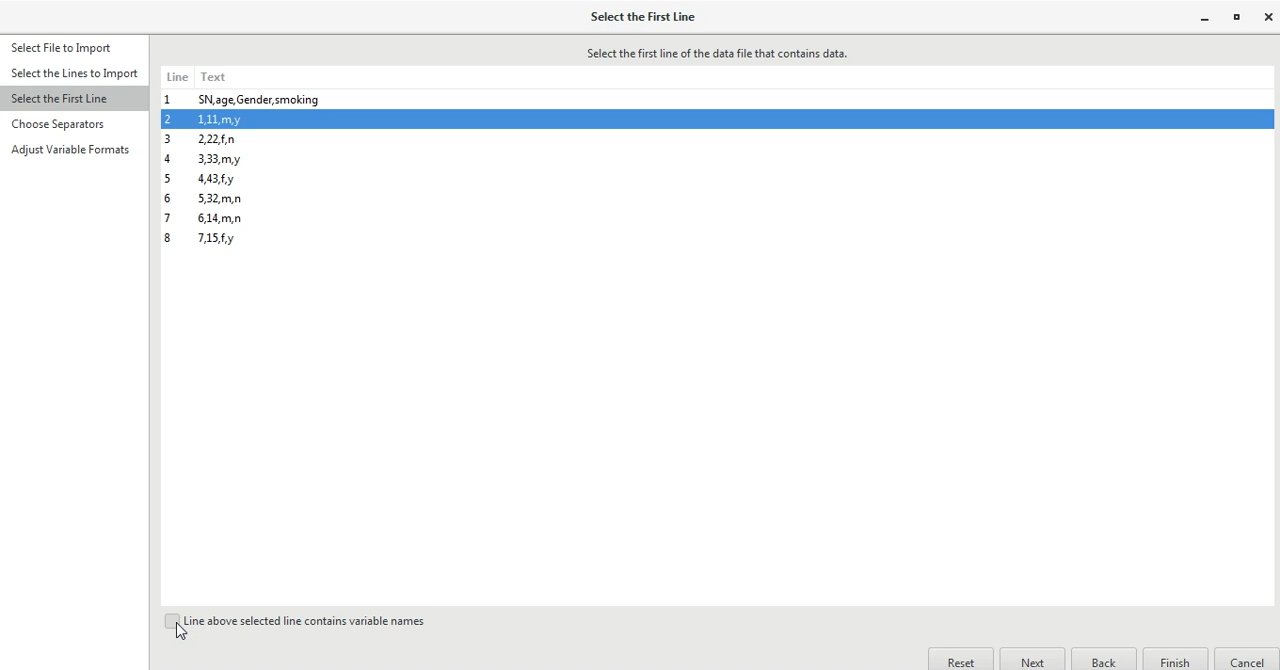 Select the First Line
Select File to Import
Select the Lines to Import
Select the First Line
Choose Separators
Adjust Variable Formats
Select the first line of the data file that contains data.
Line Text
1 SN,age,Gender,smoking
2 1,11,m,y
3 2,22,f,n
4 3,33,m,y
5 4,43,f,y
6 5,32,m,n
7 6,14,m,n
8 7,15,f,y
Line above selected line contains variable names
Reset Next Back Finish Cancel